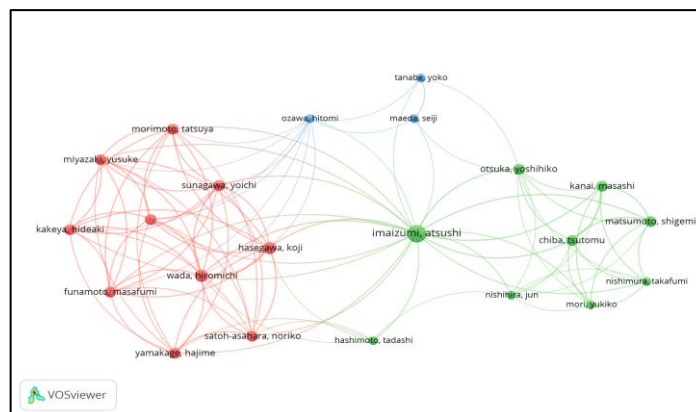 tanabe, yoko
ozawa, hitomi
maeda, seiji
morimoto, tatsuya
miyazaki, yusuke
otsuka, yoshihiko
sunagawa, yoichi
kanai, masashi
matsumoto, shigemi
kakeya, hideaki
imaizumi, atsushi
chiba, tsutomu
hasegawa, koji
wada, hiromichi
nishimura, takafumi
funamoto, masafumi
nishihira, jun
mori, yukiko
satoh-asahara, noriko
hashimoto, tadashi
yamakage, hajime
VOSviewer